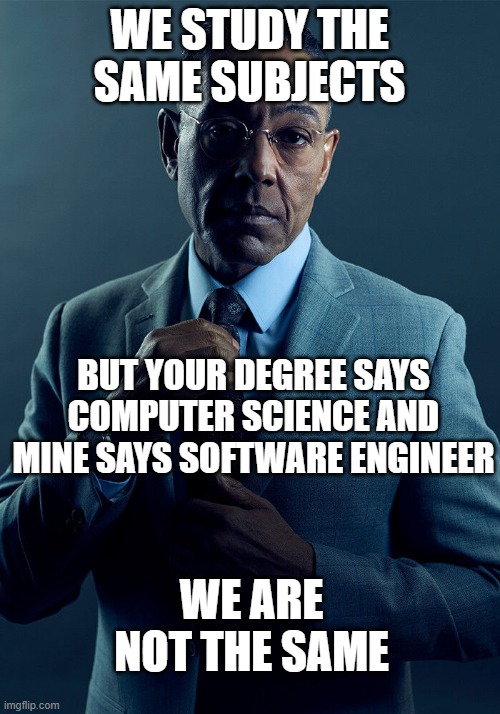 WE STUDY THE
SAME SUBJECTS
BUT YOUR DEGREE SAYS
COMPUTER SCIENCE AND
MINE SAYS SOFTWARE ENGINEER
WE ARE
NOT THE SAME
imgflip.com